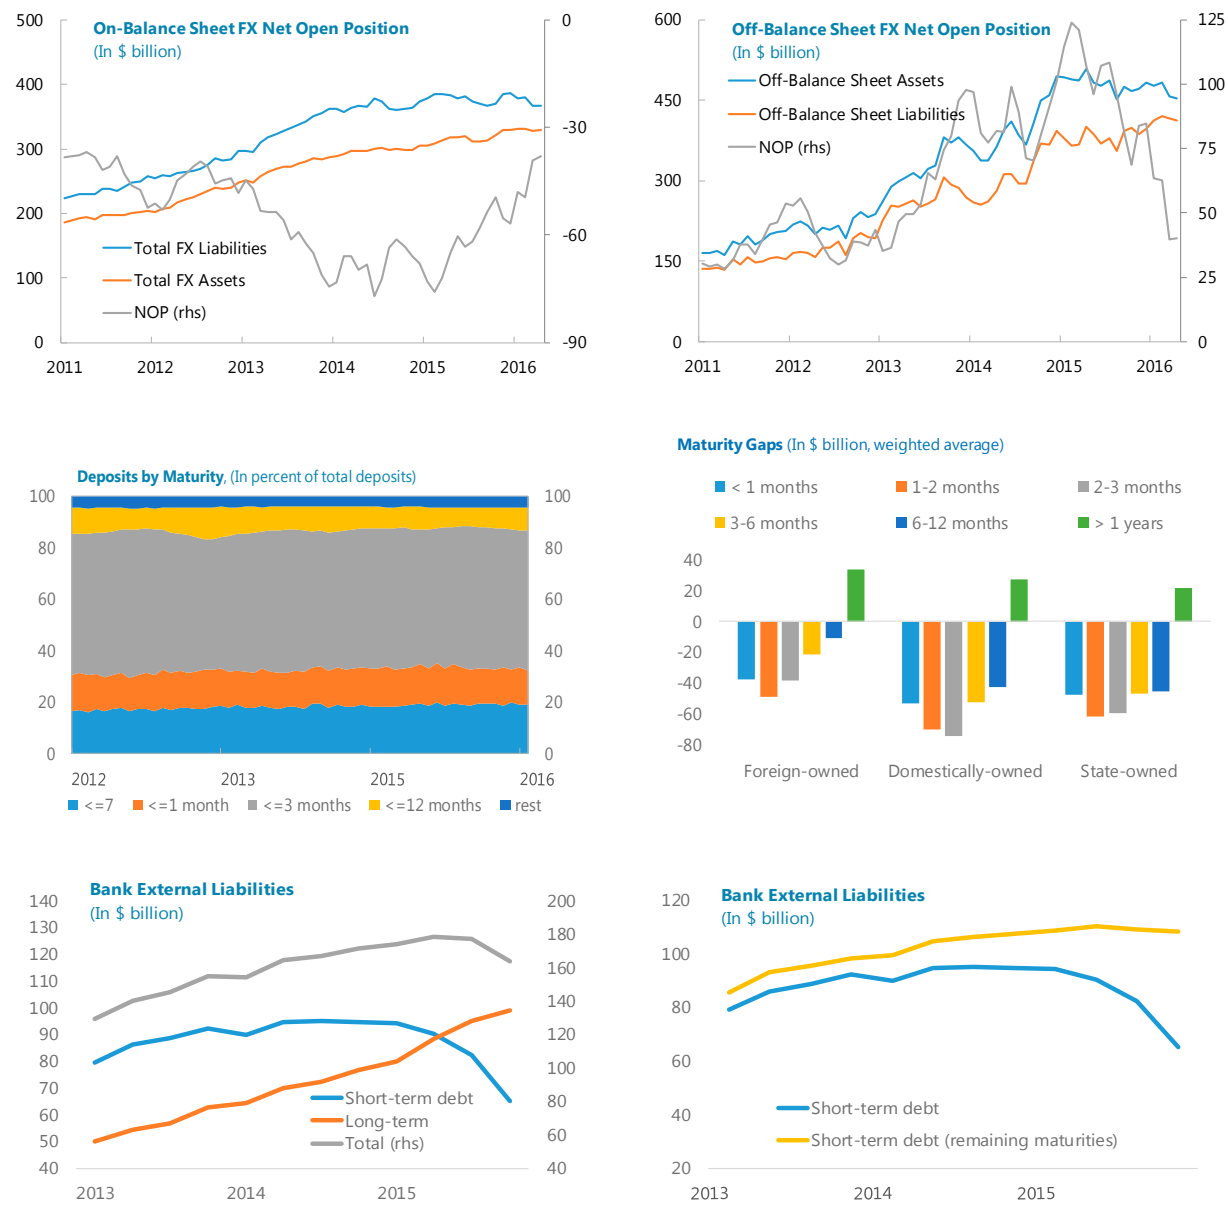 On-Balance Sheet FX Net Open Position
(In $ billion)
500
400
300
200
100
0
0
-30
-60
-90
Total FX Liabilities
Total FX Assets
NOP (rhs)
2011 2012 2013 2014 2015 2016
Off-Balance Sheet FX Net Open Position
(In $ billion)
600
450
300
150
0
125
100
75
50
25
0
Off-Balance Sheet Assets
Off-Balance Sheet Liabilities
NOP (rhs)
2011 2012 2013 2014 2015 2016
Deposits by Maturity, (In percent of total deposits)
100
80
60
40
20
0
100
80
60
40
20
0
2012 2013 2015 2016
<=7 <=1 month <=3 months <=12 months rest
Maturity Gaps (In $ billion, weighted average)
< 1 months 1-2 months 2-3 months
3-6 months 6-12 months > 1 years
40
20
0
-20
-40
-60
-80
Foreign-owned Domestically-owned State-owned
Bank External Liabilities
(In $ billion)
140
130
120
110
100
90
80
70
60
50
40
200
180
160
140
120
100
80
60
40
Short-term debt
Long-term
Total (rhs)
2013 2014 2015
Bank External Liabilities
(In $ billion)
120
100
80
60
40
20
Short-term debt
Short-term debt (remaining maturities)
2013 2014 2015